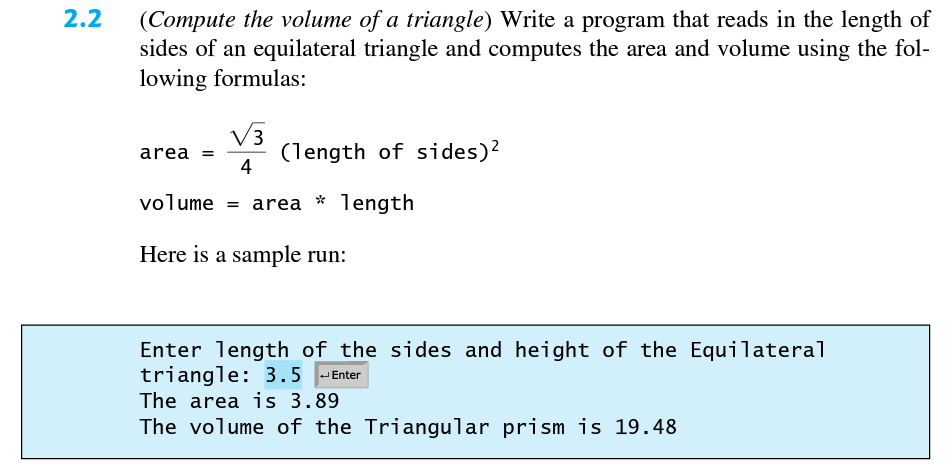 2.2 (Compute the volume of a triangle) Write a program that reads in the length of
sides of an equilateral triangle and computes the area and volume using the fol-
lowing formulas:
area = √3/4 (length of sides)²
volume = area * length
Here is a sample run:
Enter length of the sides and height of the Equilateral
triangle: 3.5 ↵Enter
The area is 3.89
The volume of the Triangular prism is 19.48